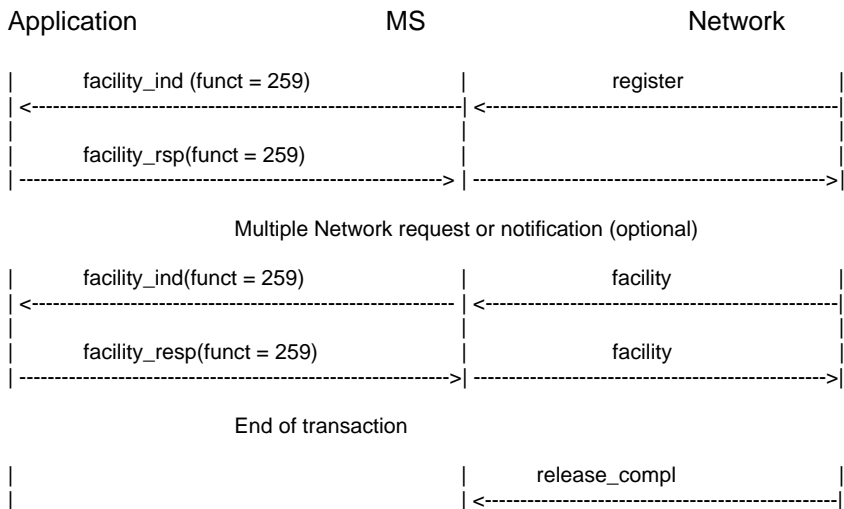 Application MS Network
| facility_ind (funct = 259) | register |
|<-------------------------------------------------------------| <--------------------------------------------------|
| | |
| facility_rsp(funct = 259) | |
| ------------------------------------------------------------> | -------------------------------------------------->|
Multiple Network request or notification (optional)
| facility_ind(funct = 259) | facility |
|<------------------------------------------------------------ | <--------------------------------------------------|
| | |
| facility_resp(funct = 259) | facility |
| ------------------------------------------------------------->| -------------------------------------------------->|
End of transaction
| | release_compl |
| | <--------------------------------------------------|